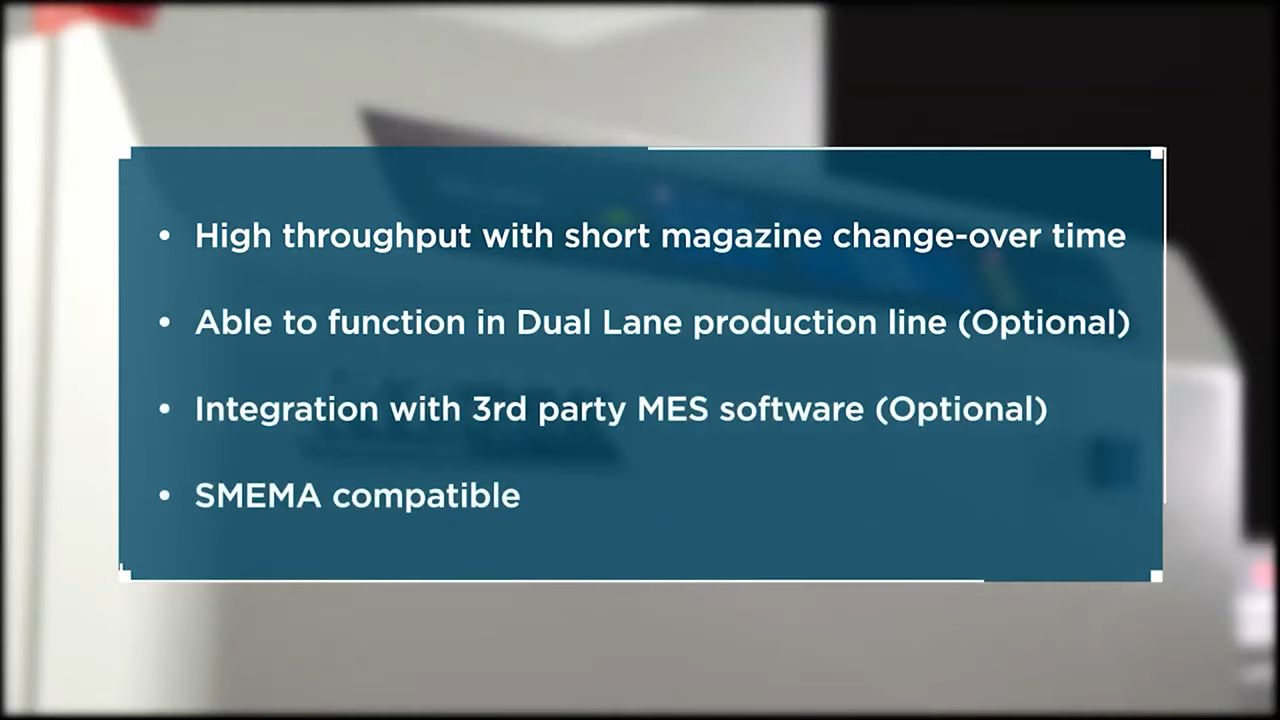 • High throughput with short magazine change-over time
• Able to function in Dual Lane production line (Optional)
• Integration with 3rd party MES software (Optional)
• SMEMA compatible